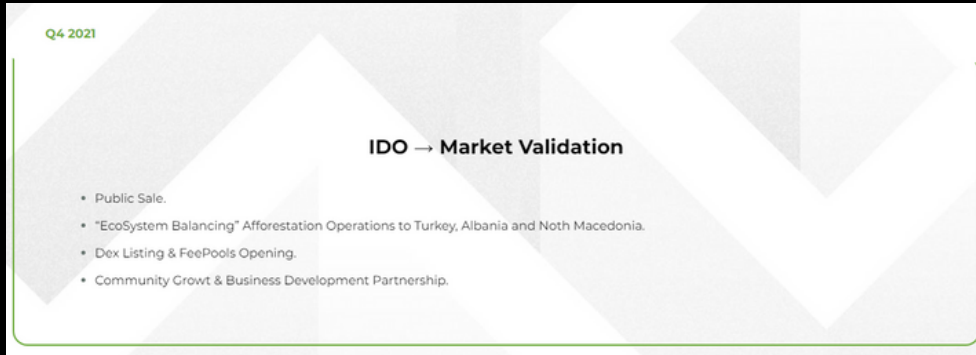 Q4 2021
IDO → Market Validation
• Public Sale.
• “EcoSystem Balancing” Afforestation Operations to Turkey, Albania and Noth Macedonia.
• Dex Listing & FeePools Opening.
• Community Growt & Business Development Partnership.